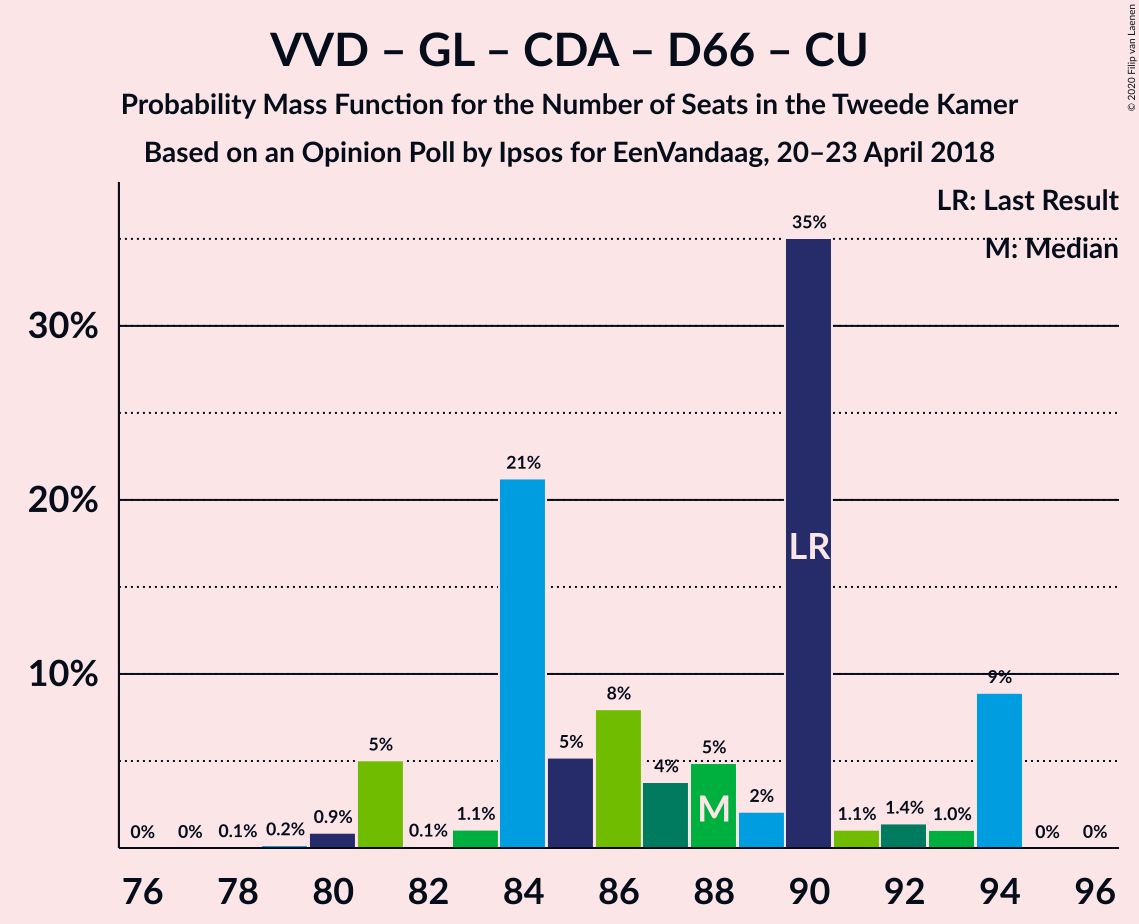 VVD – GL – CDA – D66 – CU
Probability Mass Function for the Number of Seats in the Tweede Kamer
Based on an Opinion Poll by Ipsos for EenVandaag, 20–23 April 2018
© 2020 Filip van Laenen
LR: Last Result
M: Median
30%
20%
10%
0%
0%
0.1%
0.2%
0.9%
5%
0.1%
1.1%
21%
5%
8%
4%
5%
2%
35%
1.1%
1.4%
1.0%
9%
0%
0%
LR
M
76 78 80 82 84 86 88 90 92 94 96